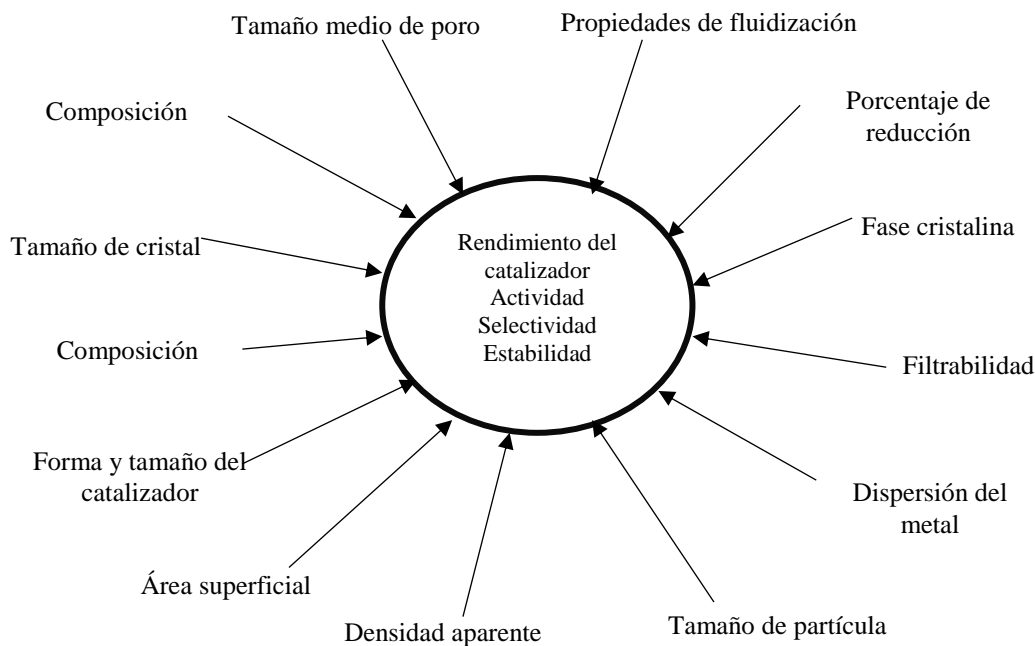 Tamaño medio de poro
Propiedades de fluidización
Composición
Porcentaje de
reducción
Tamaño de cristal
Fase cristalina
Rendimiento del
catalizador
Actividad
Selectividad
Estabilidad
Composición
Filtrabilidad
Forma y tamaño del
catalizador
Dispersión del
metal
Área superficial
Densidad aparente
Tamaño de partícula